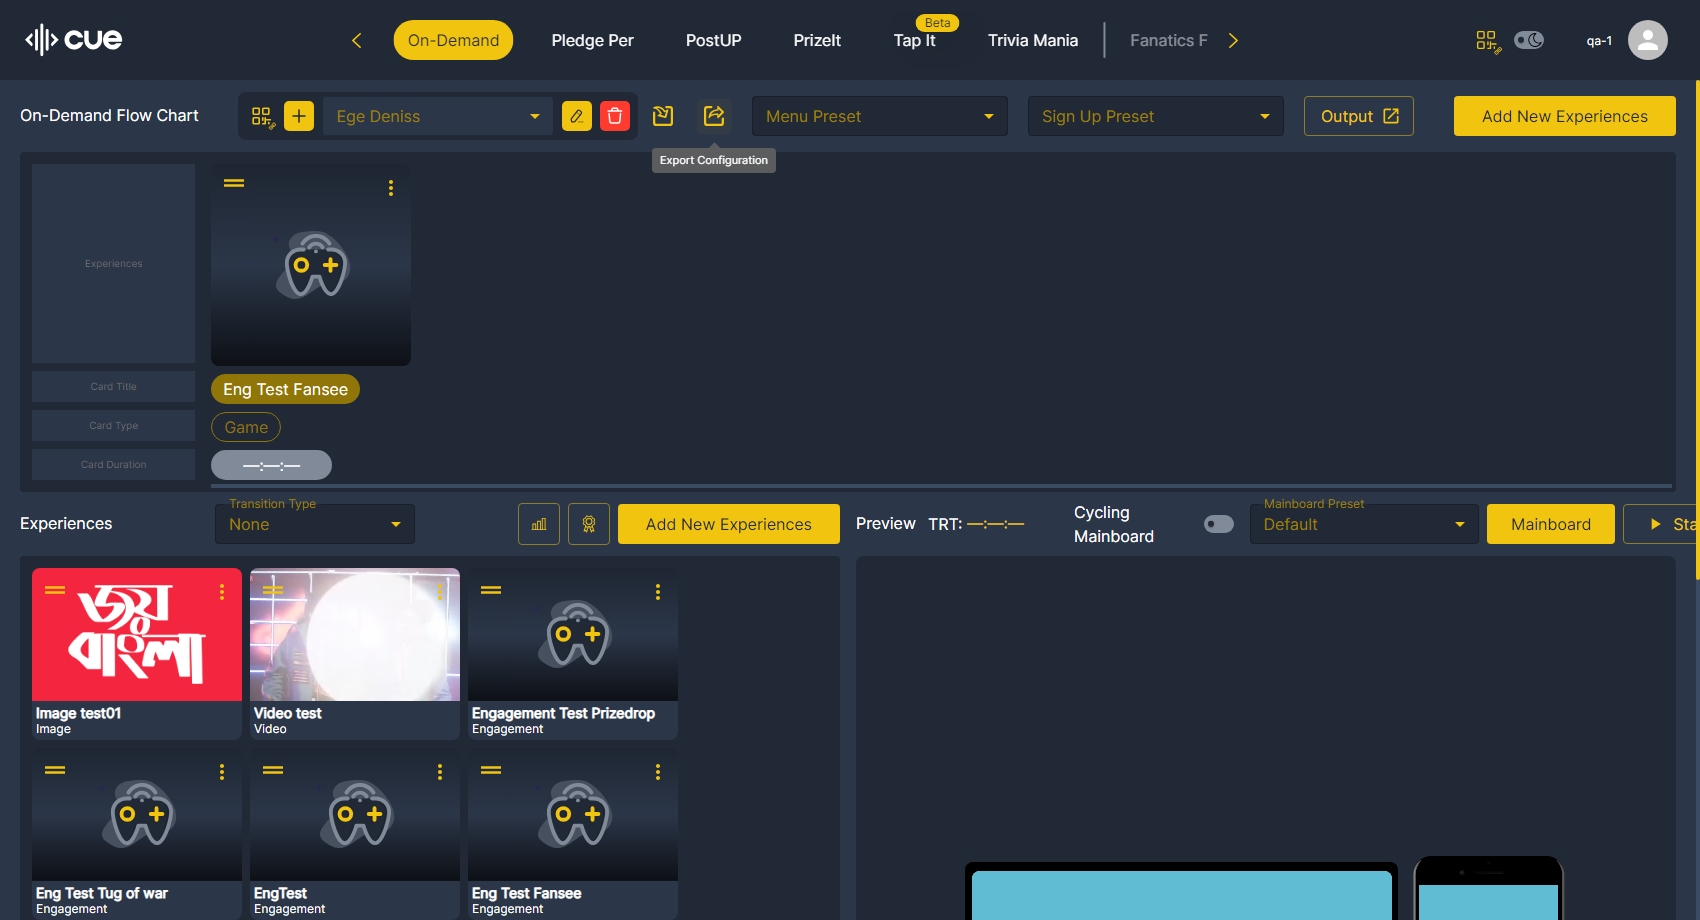 cue
On-Demand
Pledge Per
PostUP
PrizeIt
Beta
Tap It
Trivia Mania
Fanatics F
qa-1
On-Demand Flow Chart
Ege Deniss
Menu Preset
Sign Up Preset
Output
Add New Experiences
Export Configuration
Experiences
Card Title
Eng Test Fansee
Card Type
Game
Card Duration
—:—:—
Experiences
Transition Type
None
Add New Experiences
Preview
TRT: —:—:—
Cycling
Mainboard
Mainboard Preset
Default
Mainboard
Sta
জয়
বাংলা
Image test01
Image
Video test
Video
Engagement Test Prizedrop
Engagement
Eng Test Tug of war
Engagement
EngTest
Engagement
Eng Test Fansee
Engagement